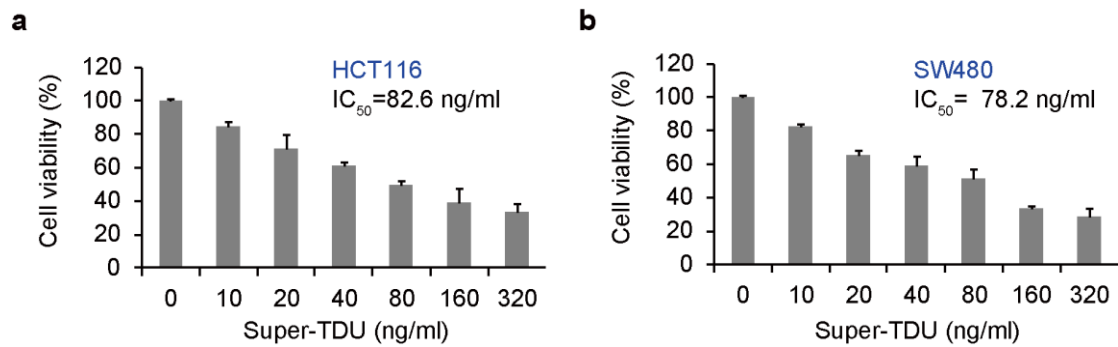 a
HCT116
IC50=82.6 ng/ml
Cell viability (%)
120
100
80
60
40
20
0
0 10 20 40 80 160 320
Super-TDU (ng/ml)
b
SW480
IC50= 78.2 ng/ml
Cell viability (%)
120
100
80
60
40
20
0
0 10 20 40 80 160 320
Super-TDU (ng/ml)